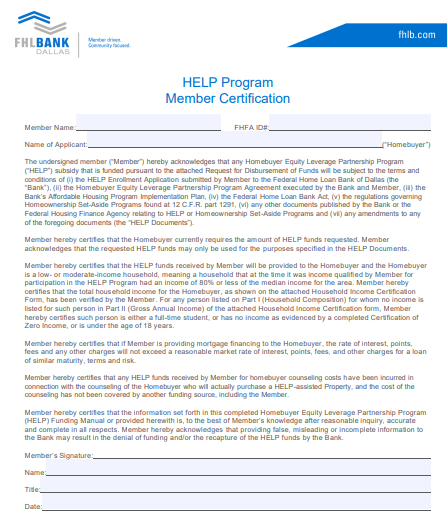 FHLBANK
DALLAS
Member driven.
Community focused.
fhlb.com
HELP Program
Member Certification
Member Name: FHFA ID#:
Name of Applicant: ("Homebuyer")
The undersigned member ("Member") hereby acknowledges that any Homebuyer Equity Leverage Partnership Program
("HELP") subsidy that is funded pursuant to the attached Request for Disbursement of Funds will be subject to the terms and
conditions of (i) the HELP Enrollment Application submitted by Member to the Federal Home Loan Bank of Dallas (the
"Bank"), (ii) the Homebuyer Equity Leverage Partnership Program Agreement executed by the Bank and Member, (iii) the
Bank's Affordable Housing Program Implementation Plan, (iv) the Federal Home Loan Bank Act, (v) the regulations governing
Homeownership Set-Aside Programs found at 12 C.F.R. part 1291, (vi) any other documents published by the Bank or the
Federal Housing Finance Agency relating to HELP or Homeownership Set-Aside Programs and (vii) any amendments to any
of the foregoing documents (the "HELP Documents").
Member hereby certifies that the Homebuyer currently requires the amount of HELP funds requested. Member
acknowledges that the requested HELP funds may only be used for the purposes specified in the HELP Documents.
Member hereby certifies that the HELP funds received by Member will be provided to the Homebuyer and the Homebuyer
is a low- or moderate-income household, meaning a household that at the time it was income qualified by Member for
participation in the HELP Program had an income of 80% or less of the median income for the area. Member hereby
certifies that the total household income for the Homebuyer, as shown on the attached Household Income Certification
Form, has been verified by the Member. For any person listed on Part I (Household Composition) for whom no income is
listed for such person in Part II (Gross Annual Income) of the attached Household Income Certification form, Member
hereby certifies such person is either a full-time student, or has no income as evidenced by a completed Certification of
Zero Income, or is under the age of 18 years.
Member hereby certifies that if Member is providing mortgage financing to the Homebuyer, the rate of interest, points,
fees and any other charges will not exceed a reasonable market rate of interest, points, fees, and other charges for a loan
of similar maturity, terms and risk.
Member hereby certifies that any HELP funds received by Member for homebuyer counseling costs have been incurred in
connection with the counseling of the Homebuyer who will actually purchase a HELP-assisted Property, and the cost of the
counseling has not been covered by another funding source, including the Member.
Member hereby certifies that the information set forth in this completed Homebuyer Equity Leverage Partnership Program
(HELP) Funding Manual or provided herewith is, to the best of Member's knowledge after reasonable inquiry, accurate
and complete in all respects. Member hereby acknowledges that providing false, misleading or incomplete information to
the Bank may result in the denial of funding and/or the recapture of the HELP funds by the Bank.
Member's Signature:
Name:
Title:
Date: